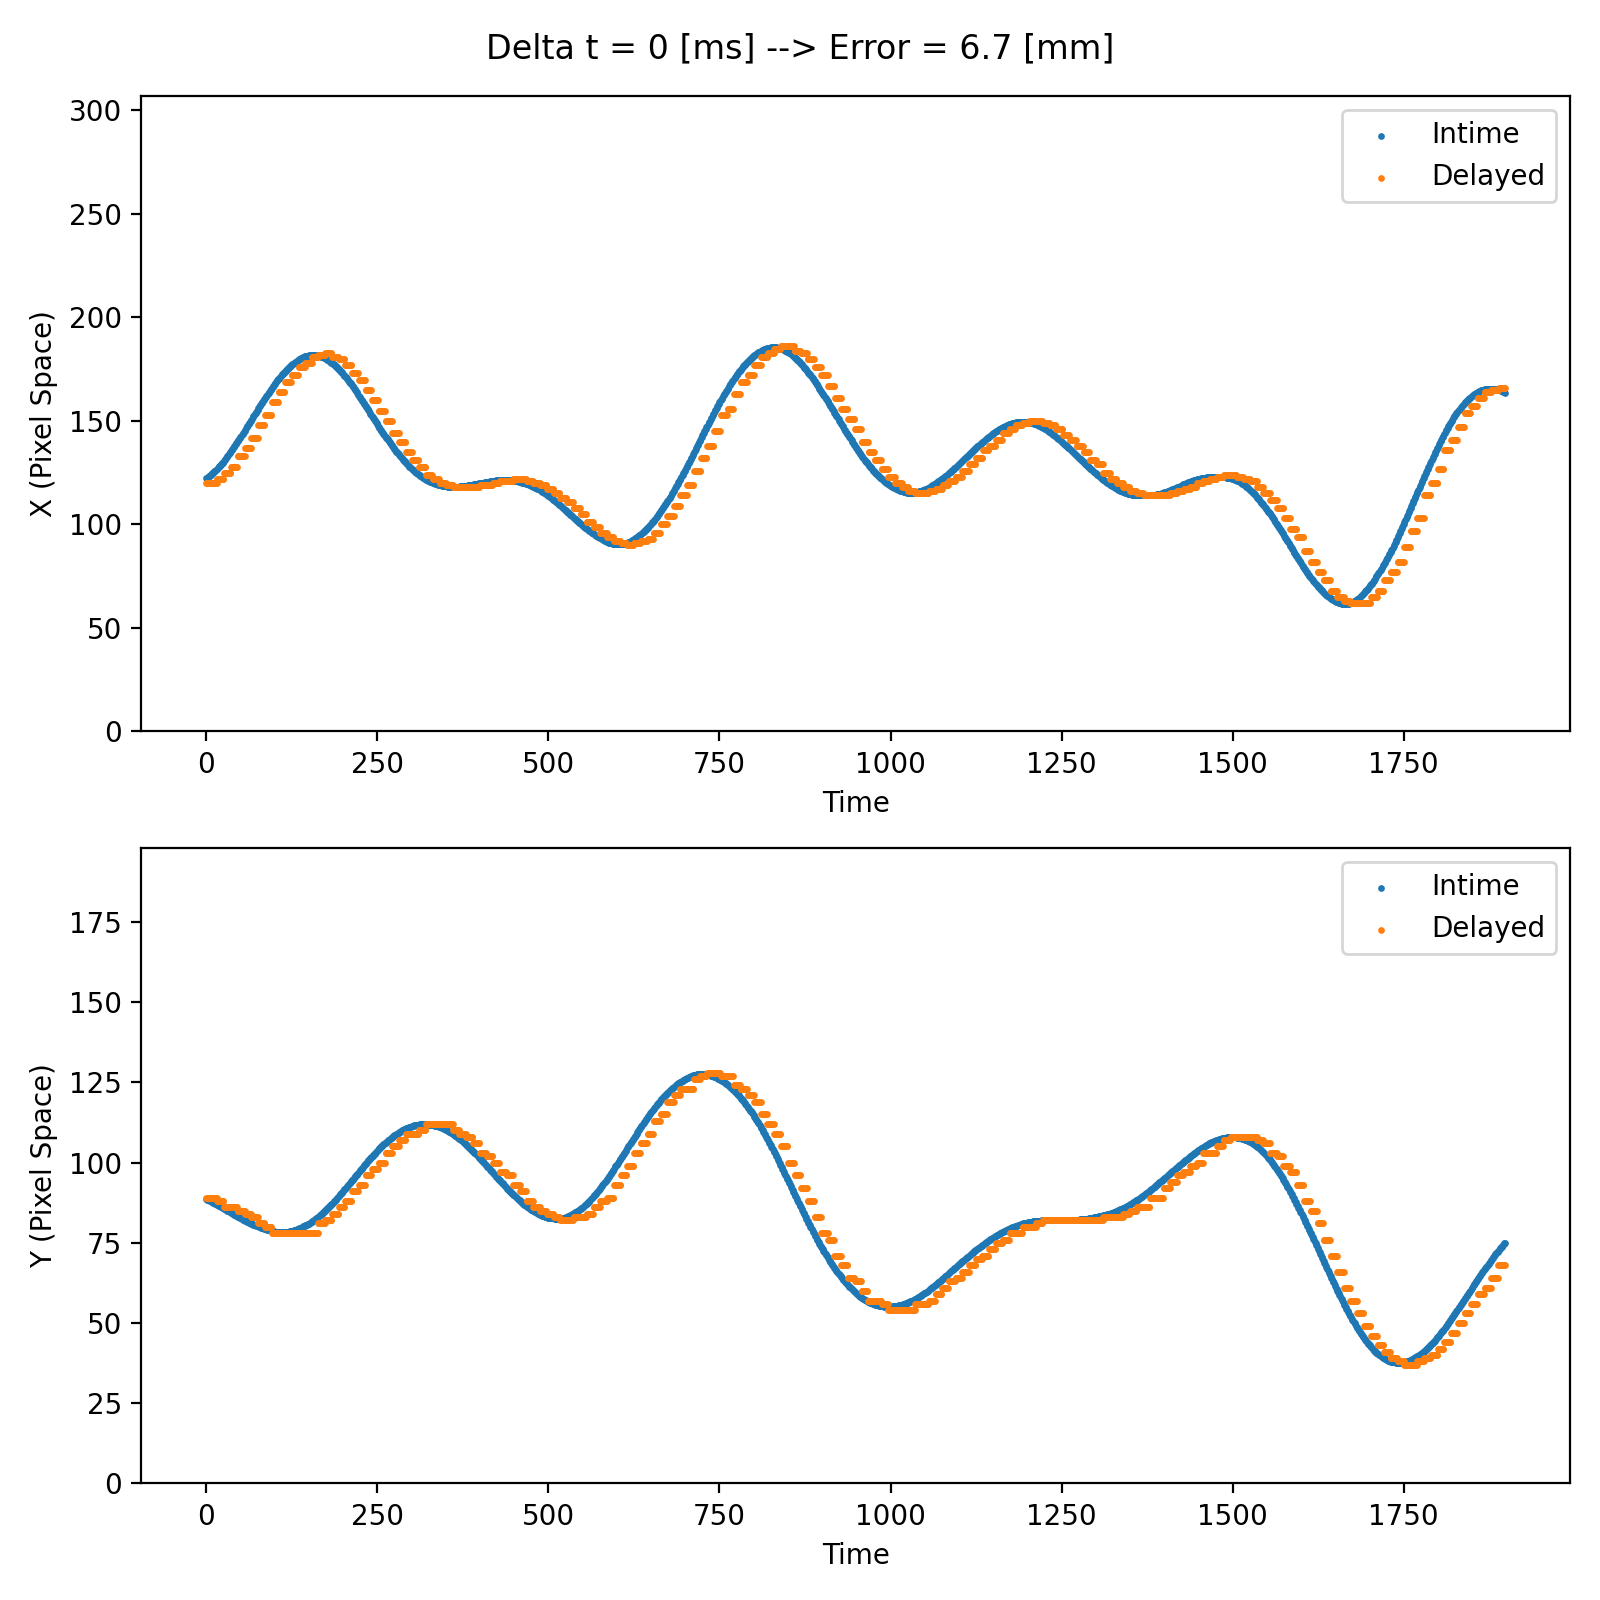 Delta t = 0 [ms] --> Error = 6.7 [mm]
300
250
200
150
100
50
0
X (Pixel Space)
Intime
Delayed
0 250 500 750 1000 1250 1500 1750
Time
175
150
125
100
75
50
25
0
Y (Pixel Space)
Intime
Delayed
0 250 500 750 1000 1250 1500 1750
Time